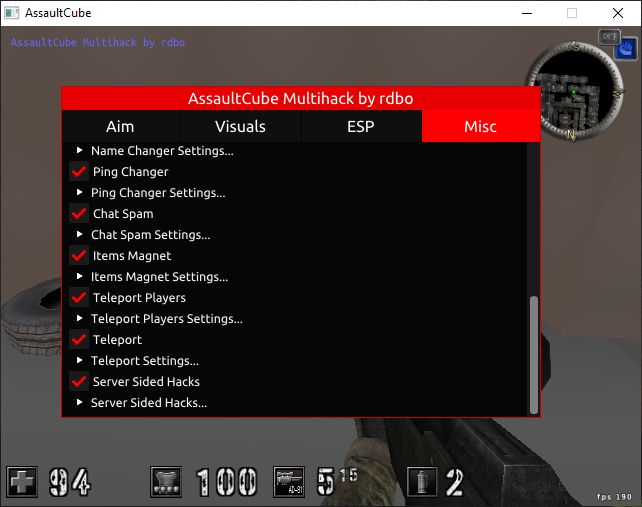 AssaultCube
AssaultCube Multihack by rdbo
S
AssaultCube Multihack by rdbo
Aim Visuals ESP Misc
W
N
Name Changer Settings...
Ping Changer
Ping Changer Settings...
Chat Spam
Chat Spam Settings...
Items Magnet
Items Magnet Settings...
Teleport Players
Teleport Players Settings...
Teleport
Teleport Settings...
Server Sided Hacks
Server Sided Hacks...
94 100 AD-81 5 15 2
fps 190